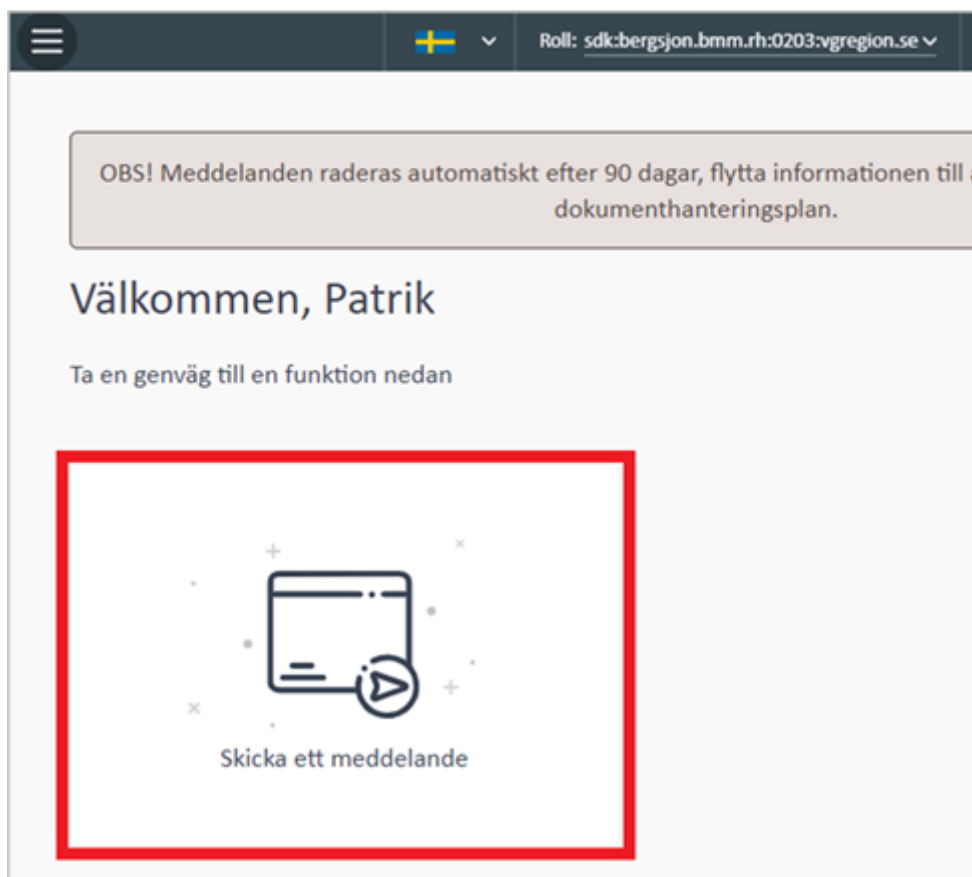 Roll: sdk:bergsjon.bmm.rh:0203:vgregion.se
OBS! Meddelanden raderas automatiskt efter 90 dagar, flytta informationen till
dokumenthanteringsplan.
Välkommen, Patrik
Ta en genväg till en funktion nedan
Skicka ett meddelande